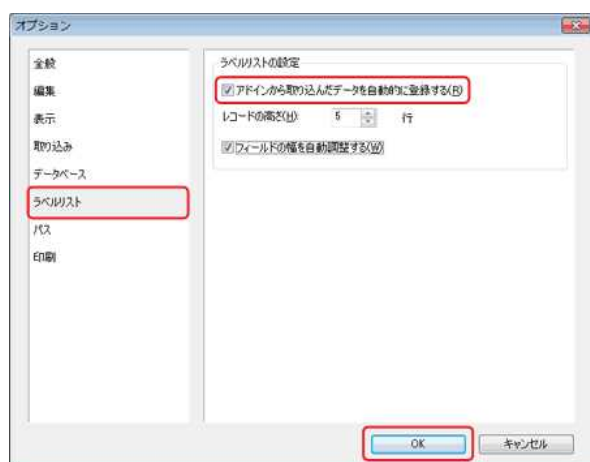 オプション
全般
編集
表示
取り込み
データベース
ラベルリスト
パス
印刷
ラベルリストの設定
アドインから取り込んだデータを自動的に登録する(R)
レコードの高さ(H) 5 行
フィールドの幅を自動調整する(W)
OK
キャンセル